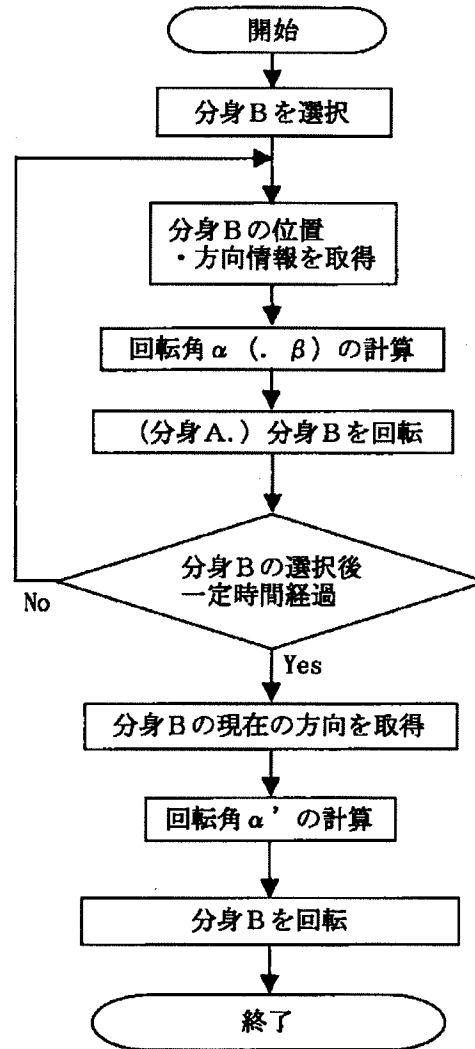 開始
分身Bを選択
分身Bの位置
・方向情報を取得
回転角α（. β）の計算
（分身A.）分身Bを回転
分身Bの選択後
一定時間経過
No
Yes
分身Bの現在の方向を取得
回転角α’の計算
分身Bを回転
終了